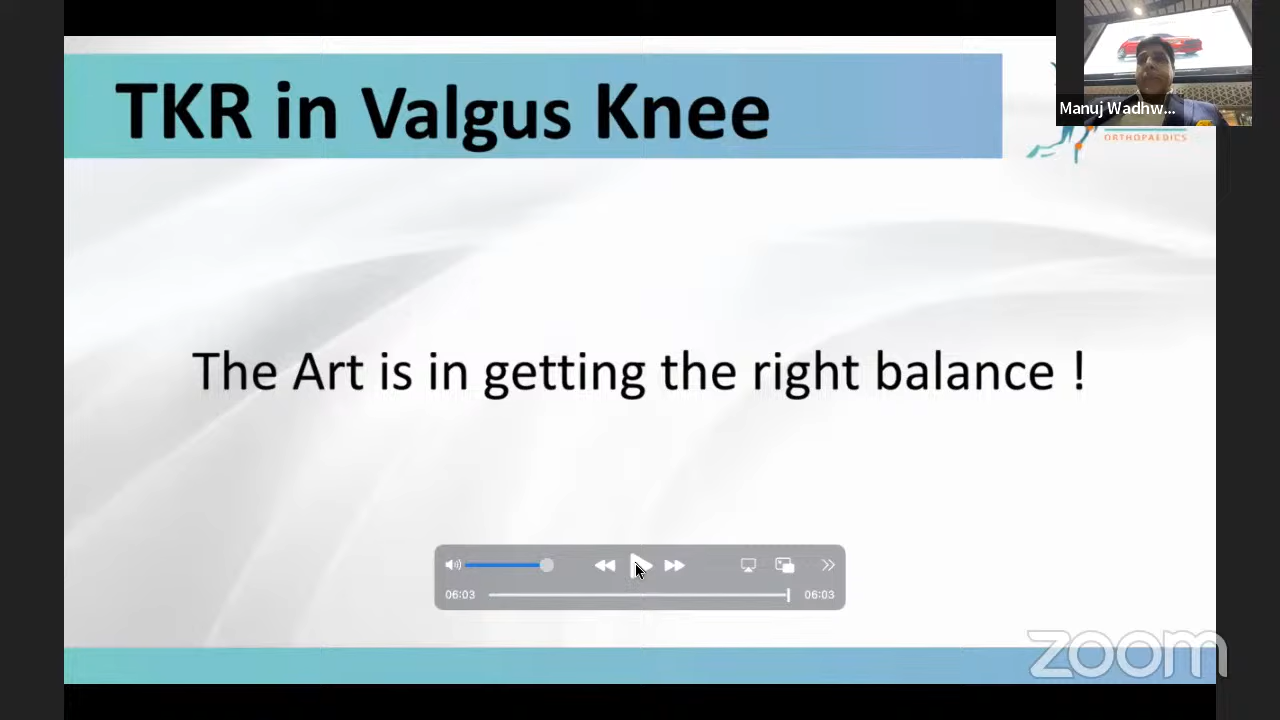 TKR in Valgus Knee
Manuj Wadhw...
ORTHOPAEDICS
The Art is in getting the right balance !
06:03
06:03
zoom